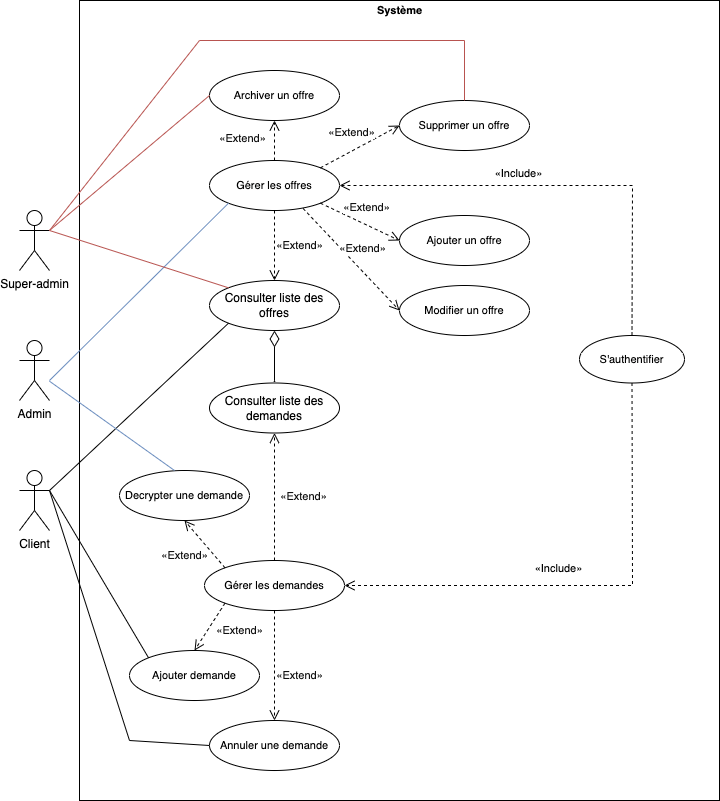 Système
Archiver un offre
«Extend»
«Extend»
Supprimer un offre
«Include»
Gérer les offres
«Extend»
«Extend»
«Extend»
Ajouter un offre
Super-admin
Consulter liste des
offres
Modifier un offre
S'authentifier
Admin
Consulter liste des
demandes
Decrypter une demande
«Extend»
Client
«Extend»
«Include»
Gérer les demandes
«Extend»
Ajouter demande
«Extend»
Annuler une demande